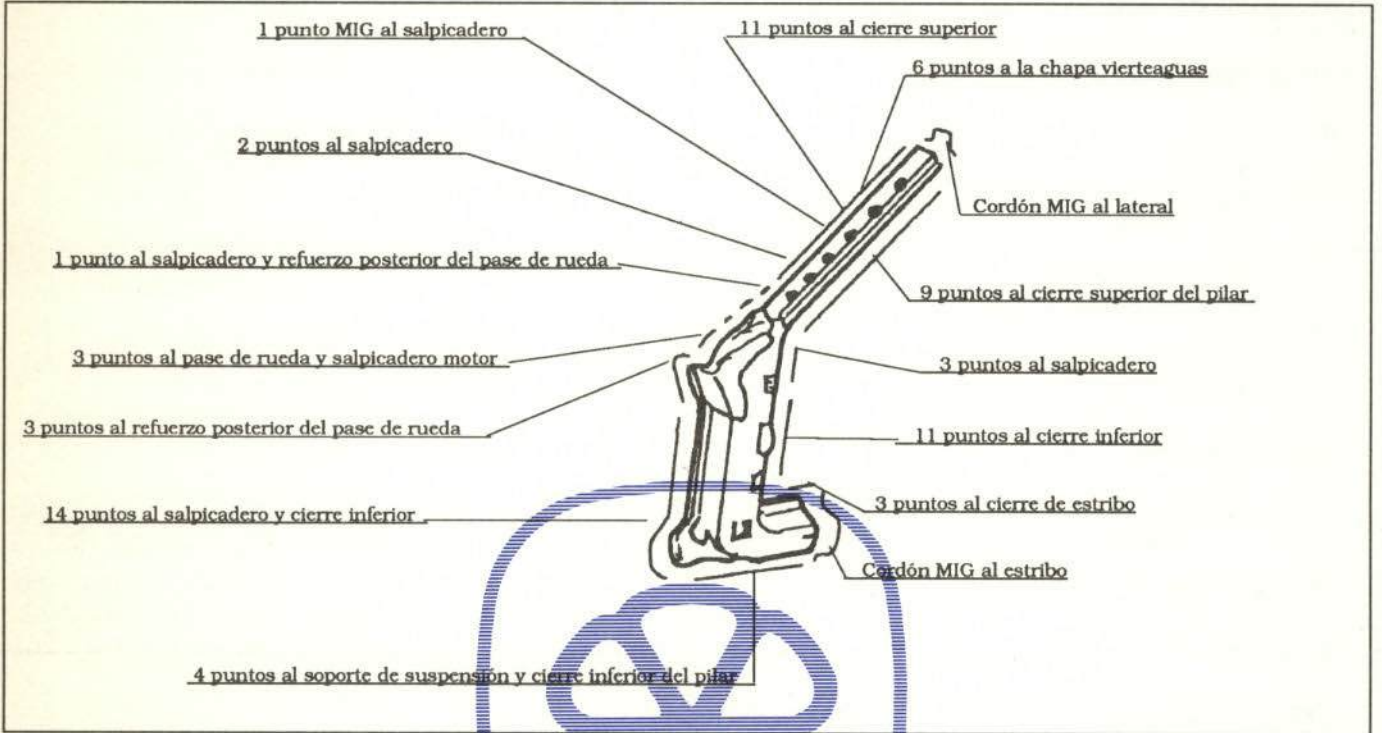 1 punto MIG al salpicadero
11 puntos al cierre superior
6 puntos a la chapa vierteaguas
2 puntos al salpicadero
Cordón MIG al lateral
1 punto al salpicadero y refuerzo posterior del pase de rueda
9 puntos al cierre superior del pilar
3 puntos al pase de rueda y salpicadero motor
3 puntos al salpicadero
3 puntos al refuerzo posterior del pase de rueda
11 puntos al cierre inferior
14 puntos al salpicadero y cierre inferior
3 puntos al cierre de estribo
Cordón MIG al estribo
4 puntos al soporte de suspensión y cierre inferior del pilar